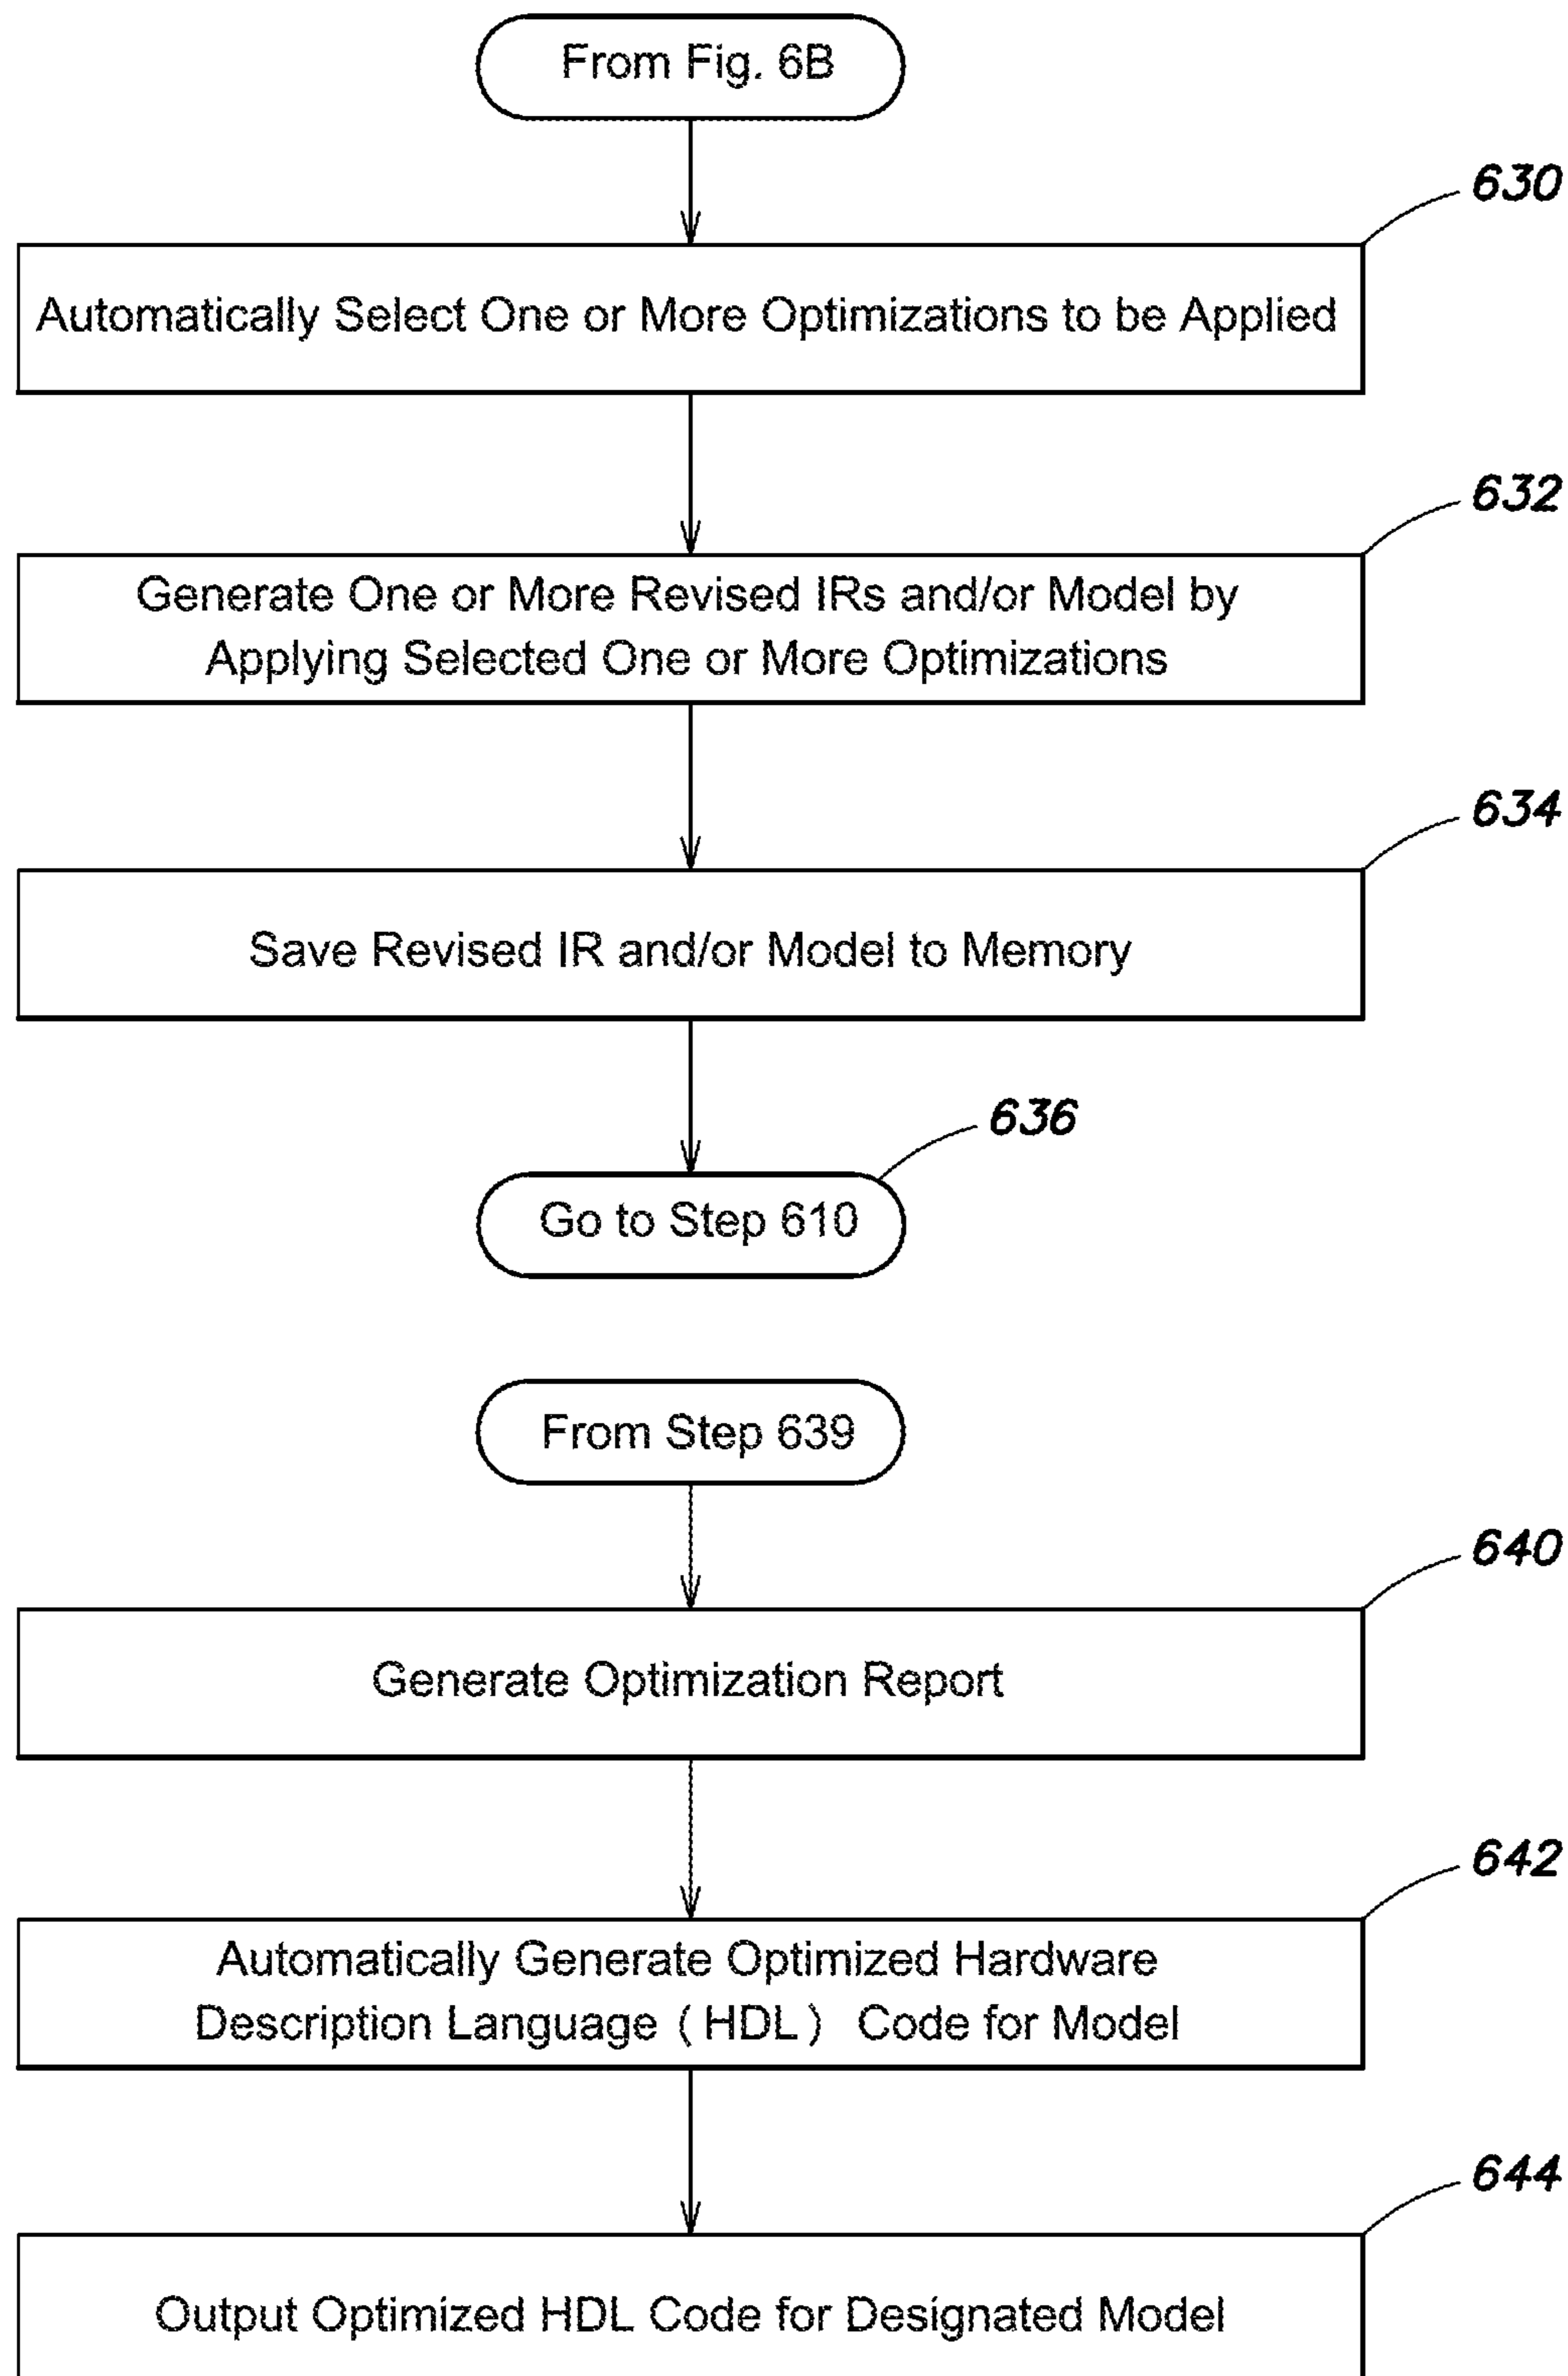 From Fig. 6B
630
Automatically Select One or More Optimizations to be Applied
632
Generate One or More Revised IRs and/or Model by
Applying Selected One or More Optimizations
634
Save Revised IR and/or Model to Memory
636
Go to Step 610
From Step 639
640
Generate Optimization Report
642
Automatically Generate Optimized Hardware
Description Language (HDL) Code for Model
644
Output Optimized HDL Code for Designated Model